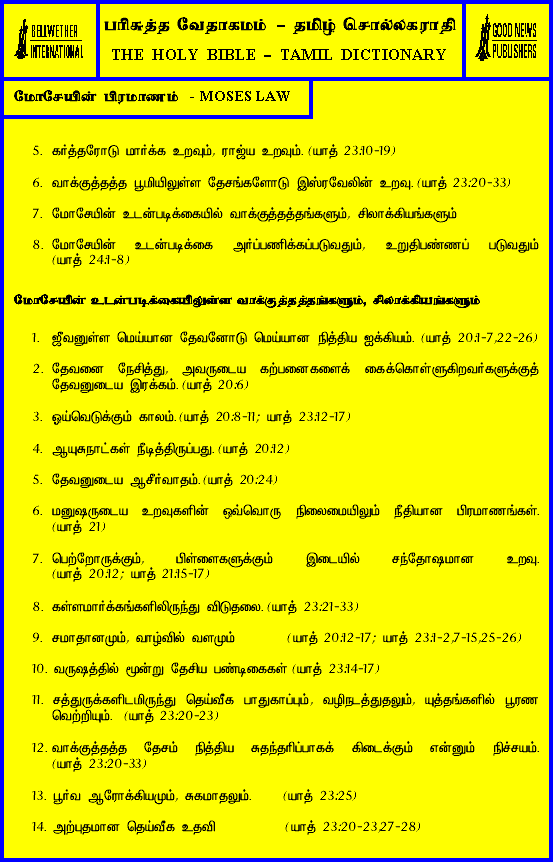 BELLWETHER
INTERNATIONAL
பரிசுத்த வேதாகமம் – தமிழ் சொல்லகராதி
THE HOLY BIBLE – TAMIL DICTIONARY
GOOD NEWS
PUBLISHERS
மோசேயின் பிரமாணம் - MOSES LAW
5. கர்த்தரோடு மார்க்க உறவும், ராஜ்ய உறவும். (யாத் 23:10-19)
6. வாக்குத்தத்த பூமியிலுள்ள தேசங்களோடு இஸ்ரவேலின் உறவு. (யாத் 23:20-33)
7. மோசேயின் உடன்படிக்கையில் வாக்குத்தத்தங்களும், சிலாக்கியங்களும்
8. மோசேயின் உடன்படிக்கை அர்ப்பணிக்கப்படுவதும், உறுதிபண்ணப் படுவதும்
(யாத் 24:1-8)
மோசேயின் உடன்படிக்கையிலுள்ள வாக்குத்தத்தங்களும், சிலாக்கியங்களும்
1. ஜீவனுள்ள மெய்யான தேவனோடு மெய்யான நித்திய ஐக்கியம். (யாத் 20:1-7,22-26)
2. தேவனை நேசித்து, அவருடைய கற்பனைகளைக் கைக்கொள்ளுகிறவர்களுக்குத்
தேவனுடைய இரக்கம். (யாத் 20:6)
3. ஓய்வெடுக்கும் காலம். (யாத் 20:8-11; யாத் 23:12-17)
4. ஆயுசுநாட்கள் நீடித்திருப்பது. (யாத் 20:12)
5. தேவனுடைய ஆசீர்வாதம். (யாத் 20:24)
6. மனுஷருடைய உறவுகளின் ஒவ்வொரு நிலைமையிலும் நீதியான பிரமாணங்கள்.
(யாத் 21)
7. பெற்றோருக்கும், பிள்ளைகளுக்கும் இடையில் சந்தோஷமான உறவு.
(யாத் 20:12; யாத் 21:15-17)
8. கள்ளமார்க்கங்களிலிருந்து விடுதலை. (யாத் 23:21-33)
9. சமாதானமும், வாழ்வில் வளமும் (யாத் 20:12-17; யாத் 23:1-2,7-15,25-26)
10. வருஷத்தில் மூன்று தேசிய பண்டிகைகள் (யாத் 23:14-17)
11. சத்துருக்களிடமிருந்து தெய்வீக பாதுகாப்பும், வழிநடத்துதலும், யுத்தங்களில் பூரண
வெற்றியும். (யாத் 23:20-23)
12. வாக்குத்தத்த தேசம் நித்திய சுதந்தரிப்பாகக் கிடைக்கும் என்னும் நிச்சயம்.
(யாத் 23:20-33)
13. பூர்வ ஆரோக்கியமும், சுகமாதலும். (யாத் 23:25)
14. அற்புதமான தெய்வீக உதவி (யாத் 23:20-23,27-28)